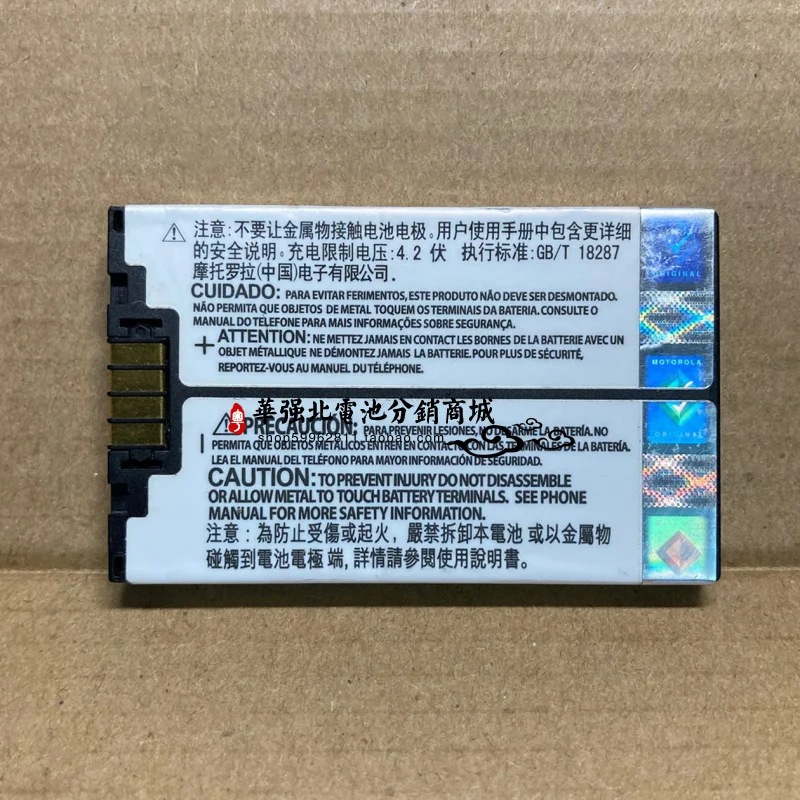 注意:不要让金属物接触电池电极。用户使用手册中包含更详细
的安全说明。充电限制电压:4.2 伏 执行标准:GB/T 18287
摩托罗拉(中国)电子有限公司.
CUIDADO: PARA EVITAR FERIMENTOS, ESTE PRODUTO NÃO DEVE SER DESMONTADO.
NÃO PERMITA QUE OBJETOS DE METAL TOQUEM OS TERMINAIS DA BATERIA. CONSULTE O
MANUAL DO TELEFONE PARA MAIS INFORMAÇÕES SOBRE SEGURANÇA.
+ ATTENTION: NE METTEZ JAMAIS EN CONTACT LES BORNES DE LA BATTERIE AVEC UN
OBJET MÉTALLIQUE NE DÉMONTEZ JAMAIS LA BATTERIE. POUR PLUS DE SÉCURITÉ,
REPORTEZ-VOUS AU MANUEL DU TÉLÉPHONE.
粤 華强北電池分銷商城
shop59962811.taobao.com
PRECAUCION: PARA PREVENIR LESIONES, NO DESARME LA BATERÍA. NO
PERMITA QUE OBJETOS METÁLICOS ENTREN EN CONTACTO CON LAS TERMINALES DE LA BATERÍA.
LEA EL MANUAL DEL TELÉFONO PARA MAYOR INFORMACIÓN DE SEGURIDAD.
CAUTION: TO PREVENT INJURY DO NOT DISASSEMBLE
OR ALLOW METAL TO TOUCH BATTERY TERMINALS. SEE PHONE
MANUAL FOR MORE SAFETY INFORMATION.
注意:為防止受傷或起火,嚴禁拆卸本電池 或以金屬物
碰觸到電池電極 端,詳情請參閱使用說明書。
ORIGINAL
MOTOROLA
ORIGINAL